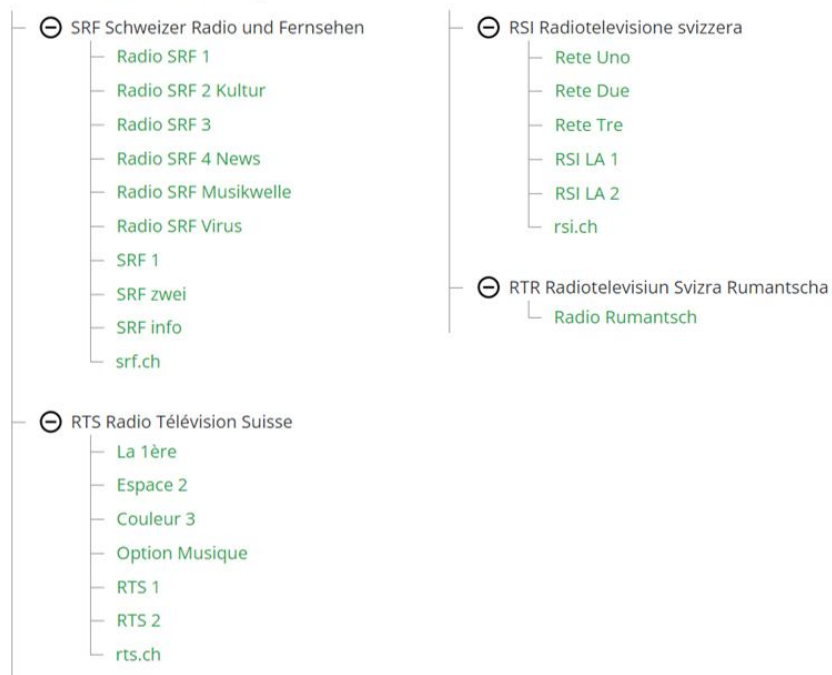 SRF Schweizer Radio und Fernsehen
Radio SRF 1
Radio SRF 2 Kultur
Radio SRF 3
Radio SRF 4 News
Radio SRF Musikwelle
Radio SRF Virus
SRF 1
SRF zwei
SRF info
srf.ch
RTS Radio Télévision Suisse
La 1ère
Espace 2
Couleur 3
Option Musique
RTS 1
RTS 2
rts.ch
RSI Radiotelevisione svizzera
Rete Uno
Rete Due
Rete Tre
RSI LA 1
RSI LA 2
rsi.ch
RTR Radiotelevisiun Svizra Rumantscha
Radio Rumantsch